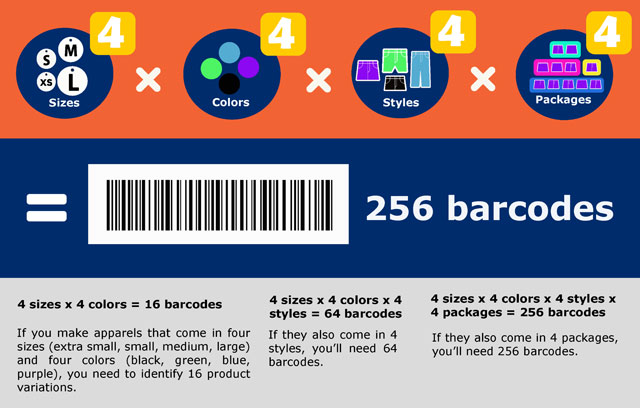 4
4
4
4
S
M
XS
L
Sizes
×
Colors
×
Styles
×
Packages
= 256 barcodes
4 sizes x 4 colors = 16 barcodes
If you make apparels that come in four
sizes (extra small, small, medium, large)
and four colors (black, green, blue,
purple), you need to identify 16 product
variations.
4 sizes x 4 colors x 4
styles = 64 barcodes
If they also come in 4
styles, you’ll need 64
barcodes.
4 sizes x 4 colors x 4 styles x
4 packages = 256 barcodes
If they also come in 4 packages,
you’ll need 256 barcodes.